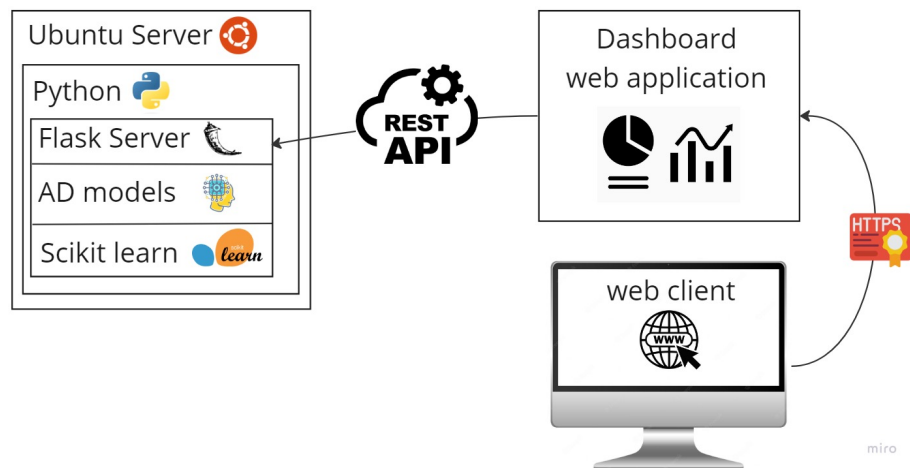 Ubuntu Server
Python
Flask Server
AD models
Scikit learn
scikit
learn
REST
API
Dashboard
web application
HTTPS
web client
WWW
miro